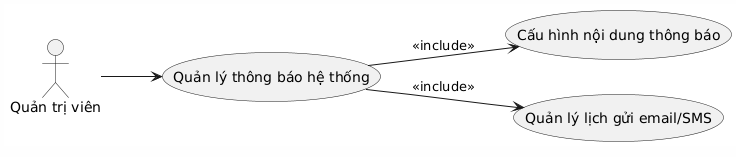 Quản trị viên
Quản lý thông báo hệ thống
«include»
Cấu hình nội dung thông báo
«include»
Quản lý lịch gửi email/SMS